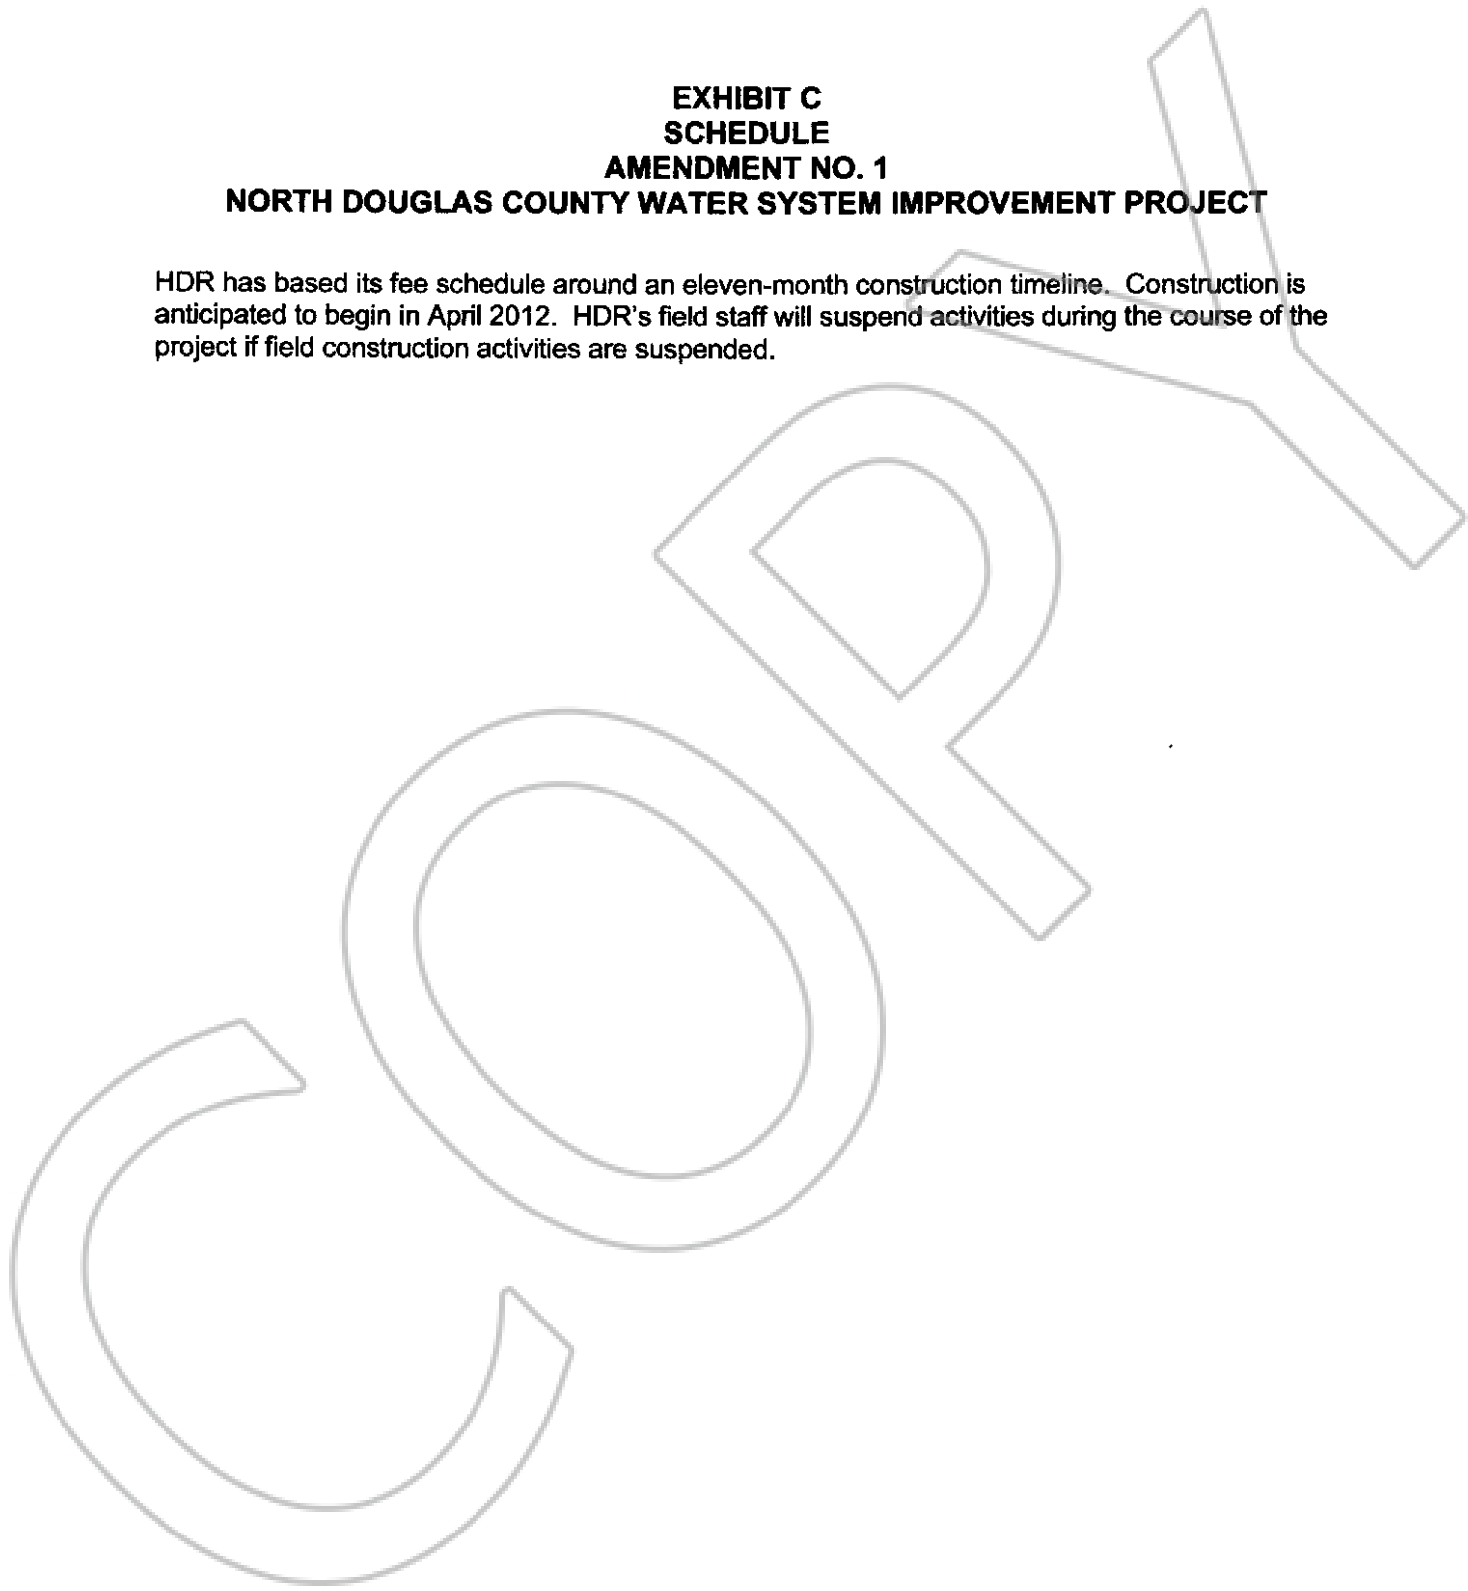 EXHIBIT C
SCHEDULE
AMENDMENT NO. 1
NORTH DOUGLAS COUNTY WATER SYSTEM IMPROVEMENT PROJECT
HDR has based its fee schedule around an eleven-month construction timeline. Construction is
anticipated to begin in April 2012. HDR's field staff will suspend activities during the course of the
project if field construction activities are suspended.
COPY